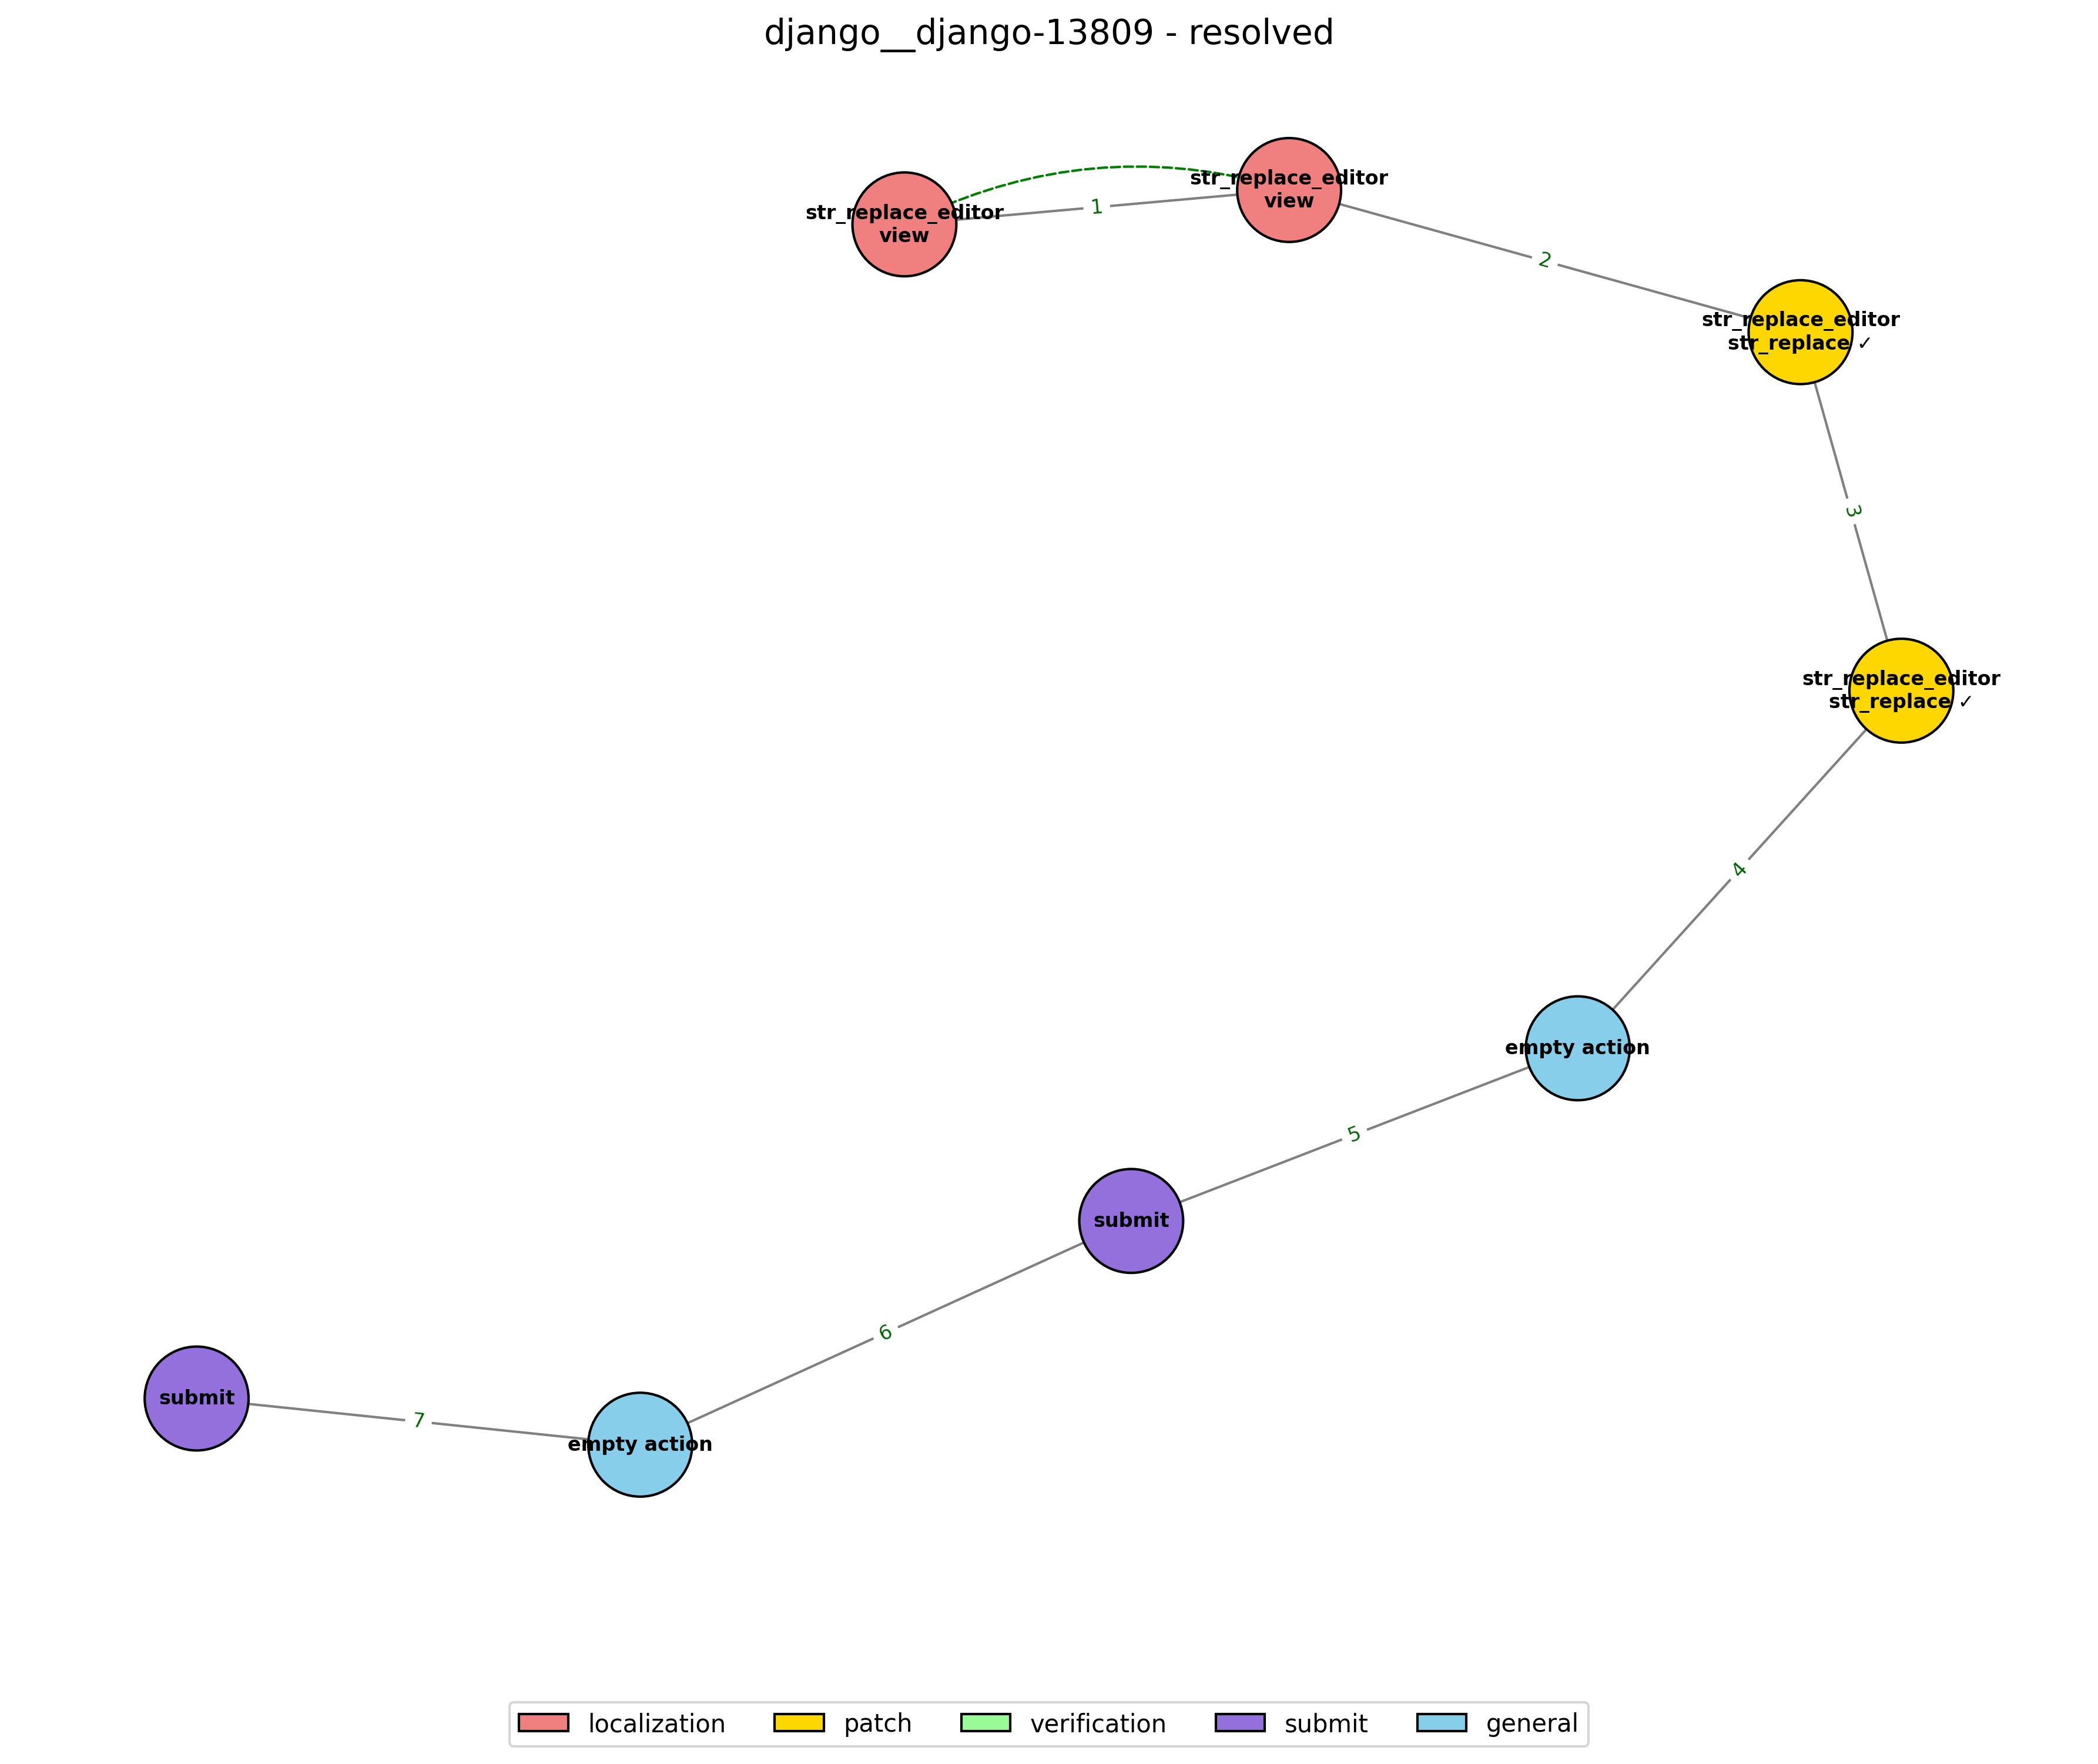 django__django-13809 - resolved
str_replace_editor
view
1
str_replace_editor
view
2
str_replace_editor
str_replace ✓
3
str_replace_editor
str_replace ✓
4
empty action
5
submit
6
empty action
7
submit
localization
patch
verification
submit
general